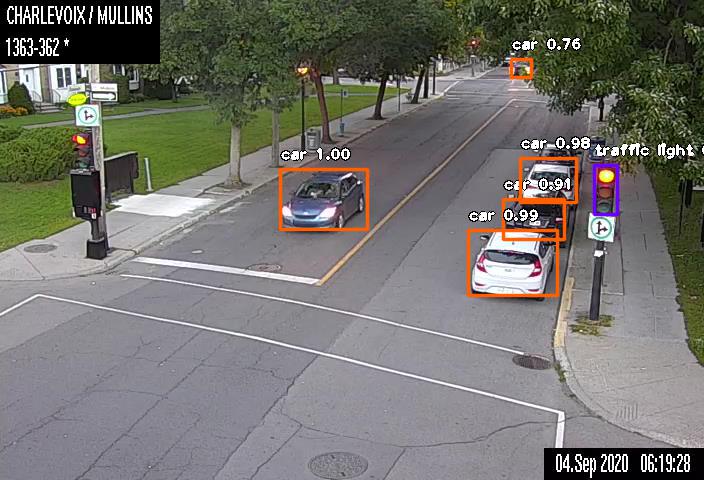 CHARLEVOIX / MULLINS
1363-362 *
car 0.76
car 1.00
car 0.98
traffic light
car 0.91
car 0.99
04.Sep 2020 06:19:28